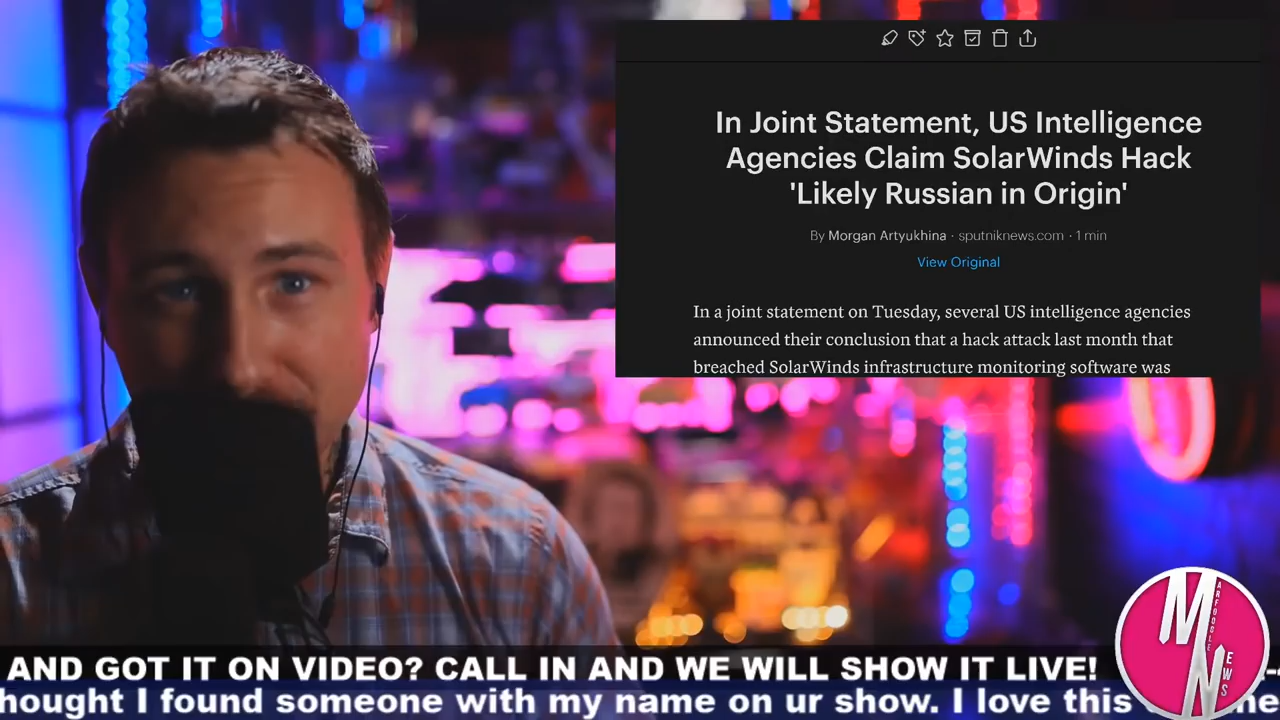 In Joint Statement, US Intelligence
Agencies Claim SolarWinds Hack
'Likely Russian in Origin'
By Morgan Artyukhina · sputniknews.com · 1 min
View Original
In a joint statement on Tuesday, several US intelligence agencies
announced their conclusion that a hack attack last month that
breached SolarWinds infrastructure monitoring software was
MARFOOGLE
NEWS
AND GOT IT ON VIDEO? CALL IN AND WE WILL SHOW IT LIVE!
hought I found someone with my name on ur show. I love this